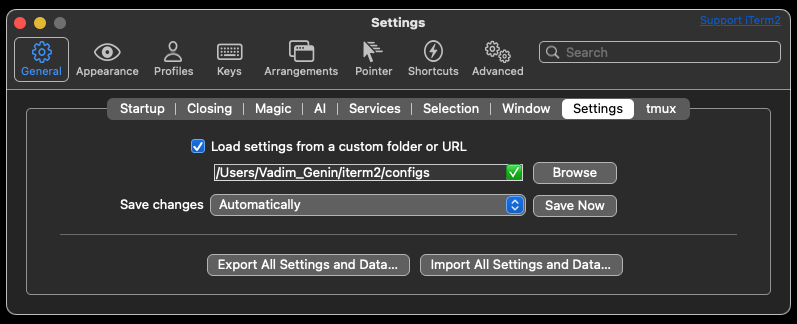 Settings
Support iTerm2
General Appearance Profiles Keys Arrangements Pointer Shortcuts Advanced
Search
Startup Closing Magic AI Services Selection Window Settings tmux
Load settings from a custom folder or URL
/Users/Vadim_Genin/iterm2/configs
Browse
Save changes Automatically Save Now
Export All Settings and Data... Import All Settings and Data...